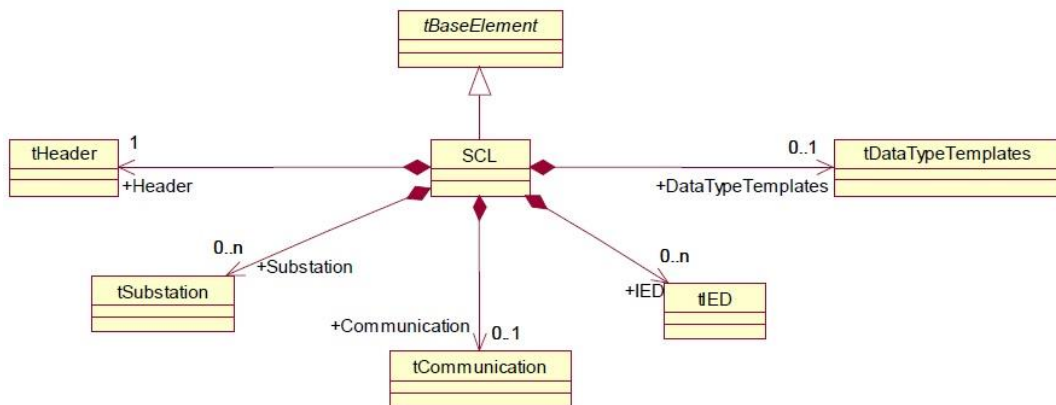 tBaseElement
1
0..1
tHeader
SCL
tDataTypeTemplates
+Header
+DataTypeTemplates
0..n
+Substation
0..n
tSubstation
+IED
tIED
+Communication
0..1
tCommunication